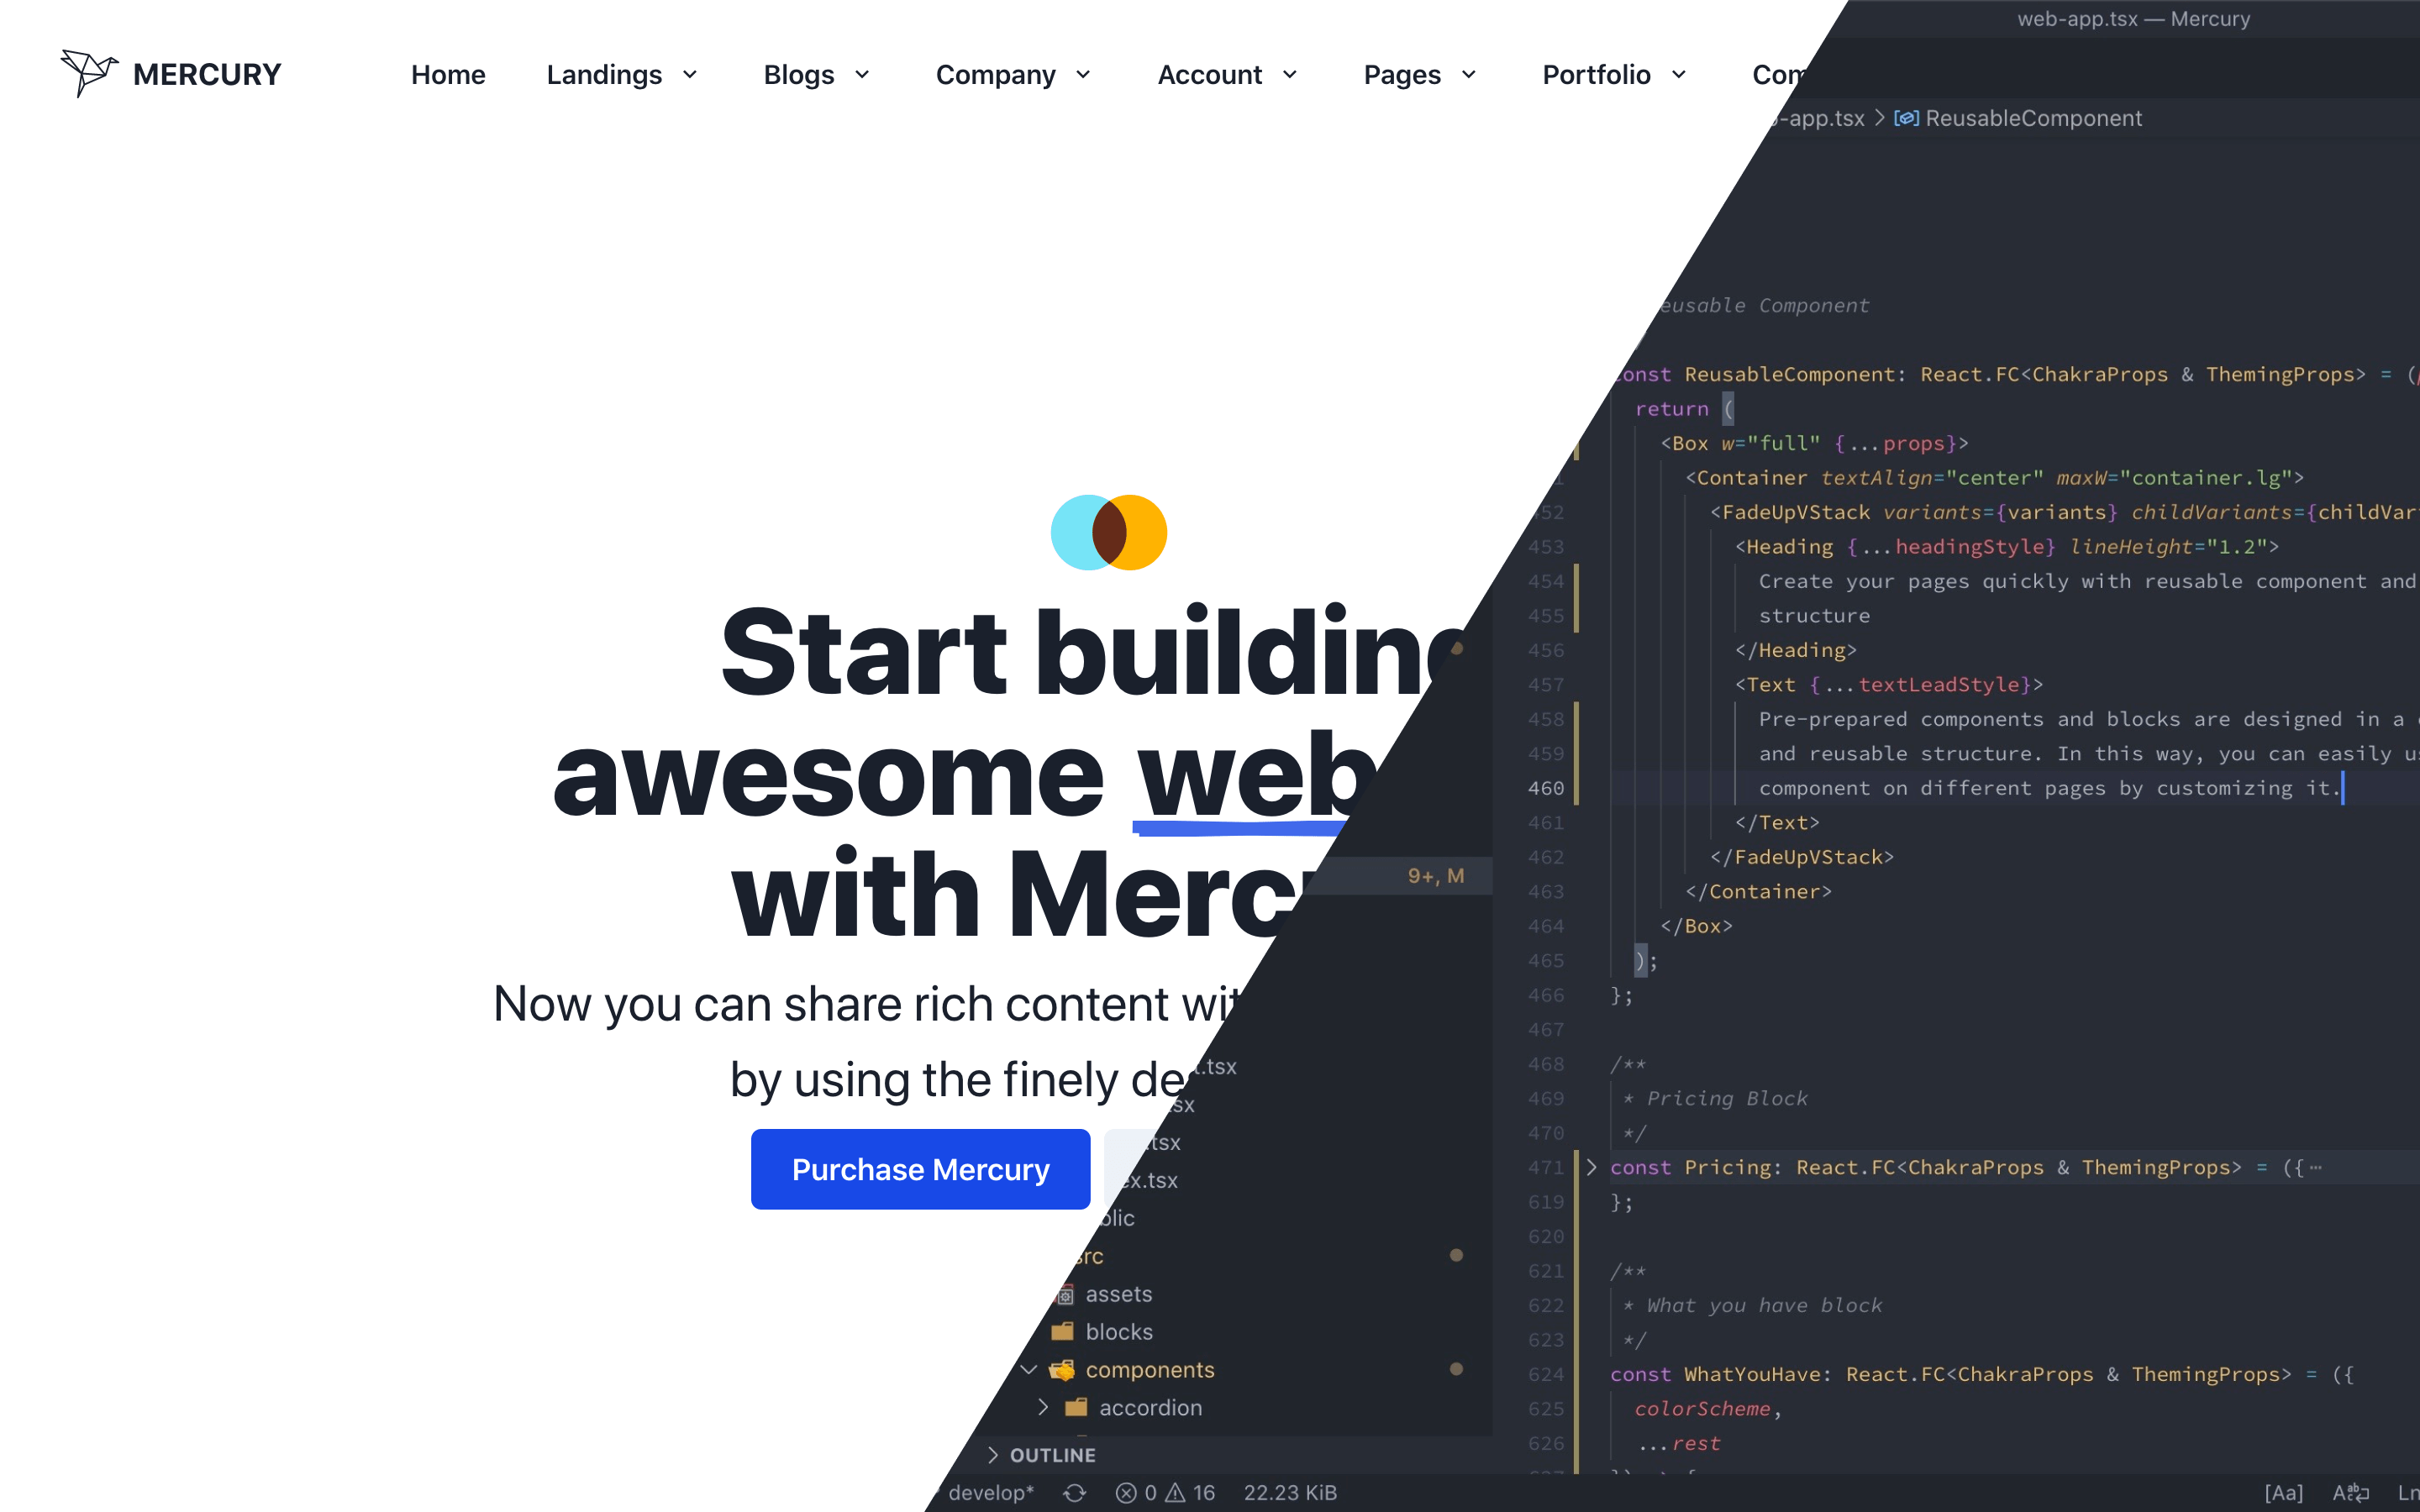 MERCURY
Home Landings Blogs Company Account Pages Portfolio
Start building
awesome web
with Merc
Now you can share rich content
by using the finely
Purchase Mercury
web-app.tsx — Mercury
-app.tsx > ReusableComponent
eusable Component
const ReusableComponent: React.FC<ChakraProps & ThemingProps> = (
return (
<Box w="full" {...props}>
<Container textAlign="center" maxW="container.lg">
52 <FadeUpVStack variants={variants} childVariants={childVar
453 <Heading {...headingStyle} lineHeight="1.2">
454 Create your pages quickly with reusable component and
455 structure
456 </Heading>
457 <Text {...textLeadStyle}>
458 Pre-prepared components and blocks are designed in a
459 and reusable structure. In this way, you can easily
460 component on different pages by customizing it.
461 </Text>
462 </FadeUpVStack>
463 </Container>
464 </Box>
465 );
466 };
467
468 /**
469 * Pricing Block
470 */
471 const Pricing: React.FC<ChakraProps & ThemingProps> = ({ ...
619 };
620
621 /**
622 * What you have block
623 */
624 const WhatYouHave: React.FC<ChakraProps & ThemingProps> = ({
625 colorScheme,
626 ...rest
9+, M
.tsx
sx
.tsx
ex.tsx
blic
src
assets
blocks
components
accordion
OUTLINE
develop* 0 16 22.23 KiB
[Aa]
Ln